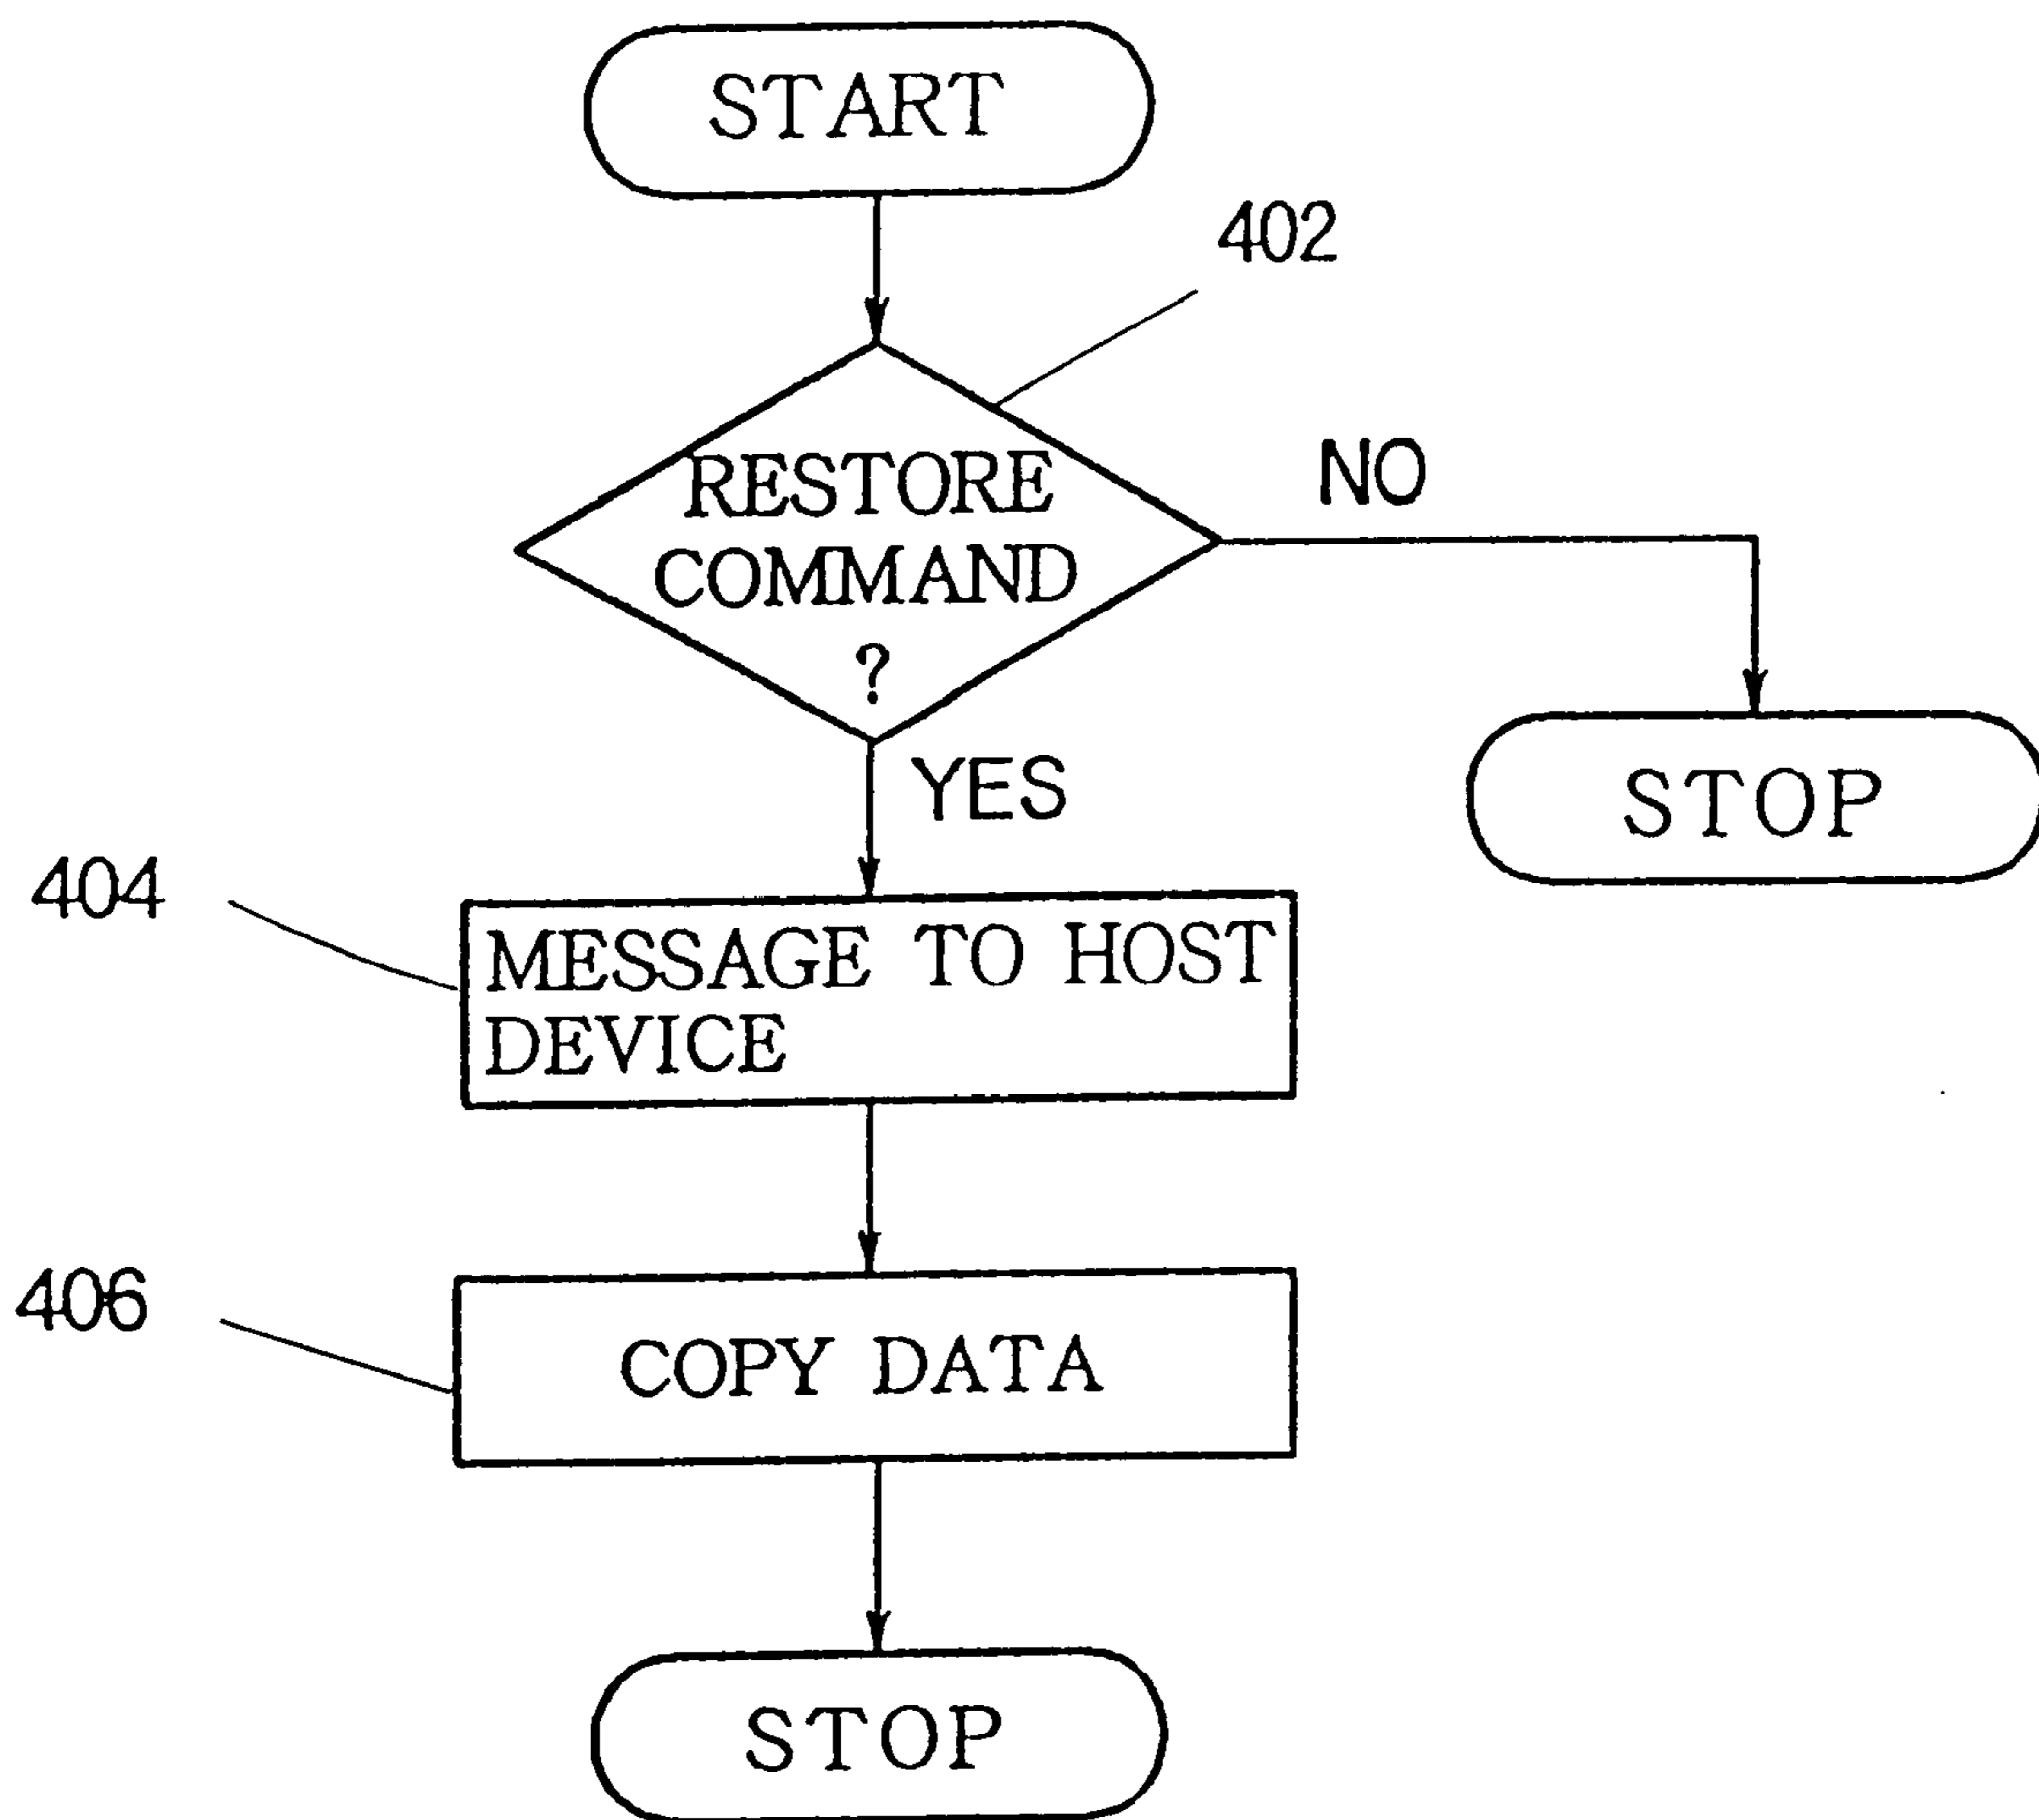 START
402
RESTORE
COMMAND
?
NO
YES
STOP
404
MESSAGE TO HOST
DEVICE
406
COPY DATA
STOP